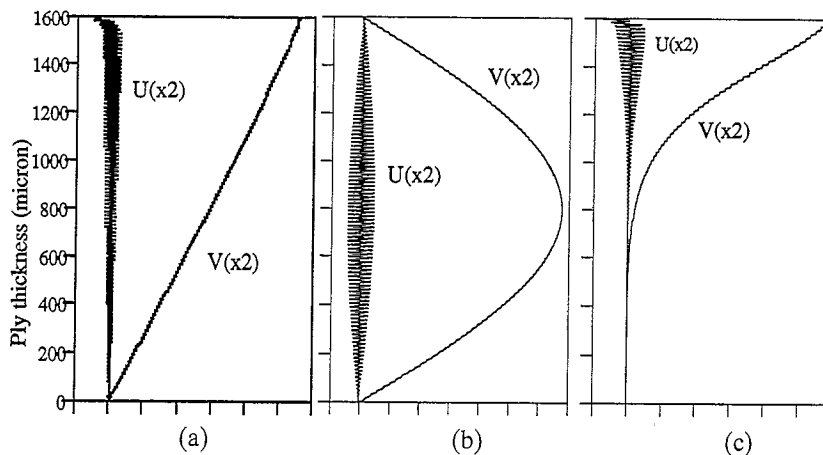 1600
1400
1200
1000
800
600
400
200
0
Ply thickness (micron)
U(x2)
V(x2)
(a)
V(x2)
U(x2)
(b)
U(x2)
V(x2)
(c)